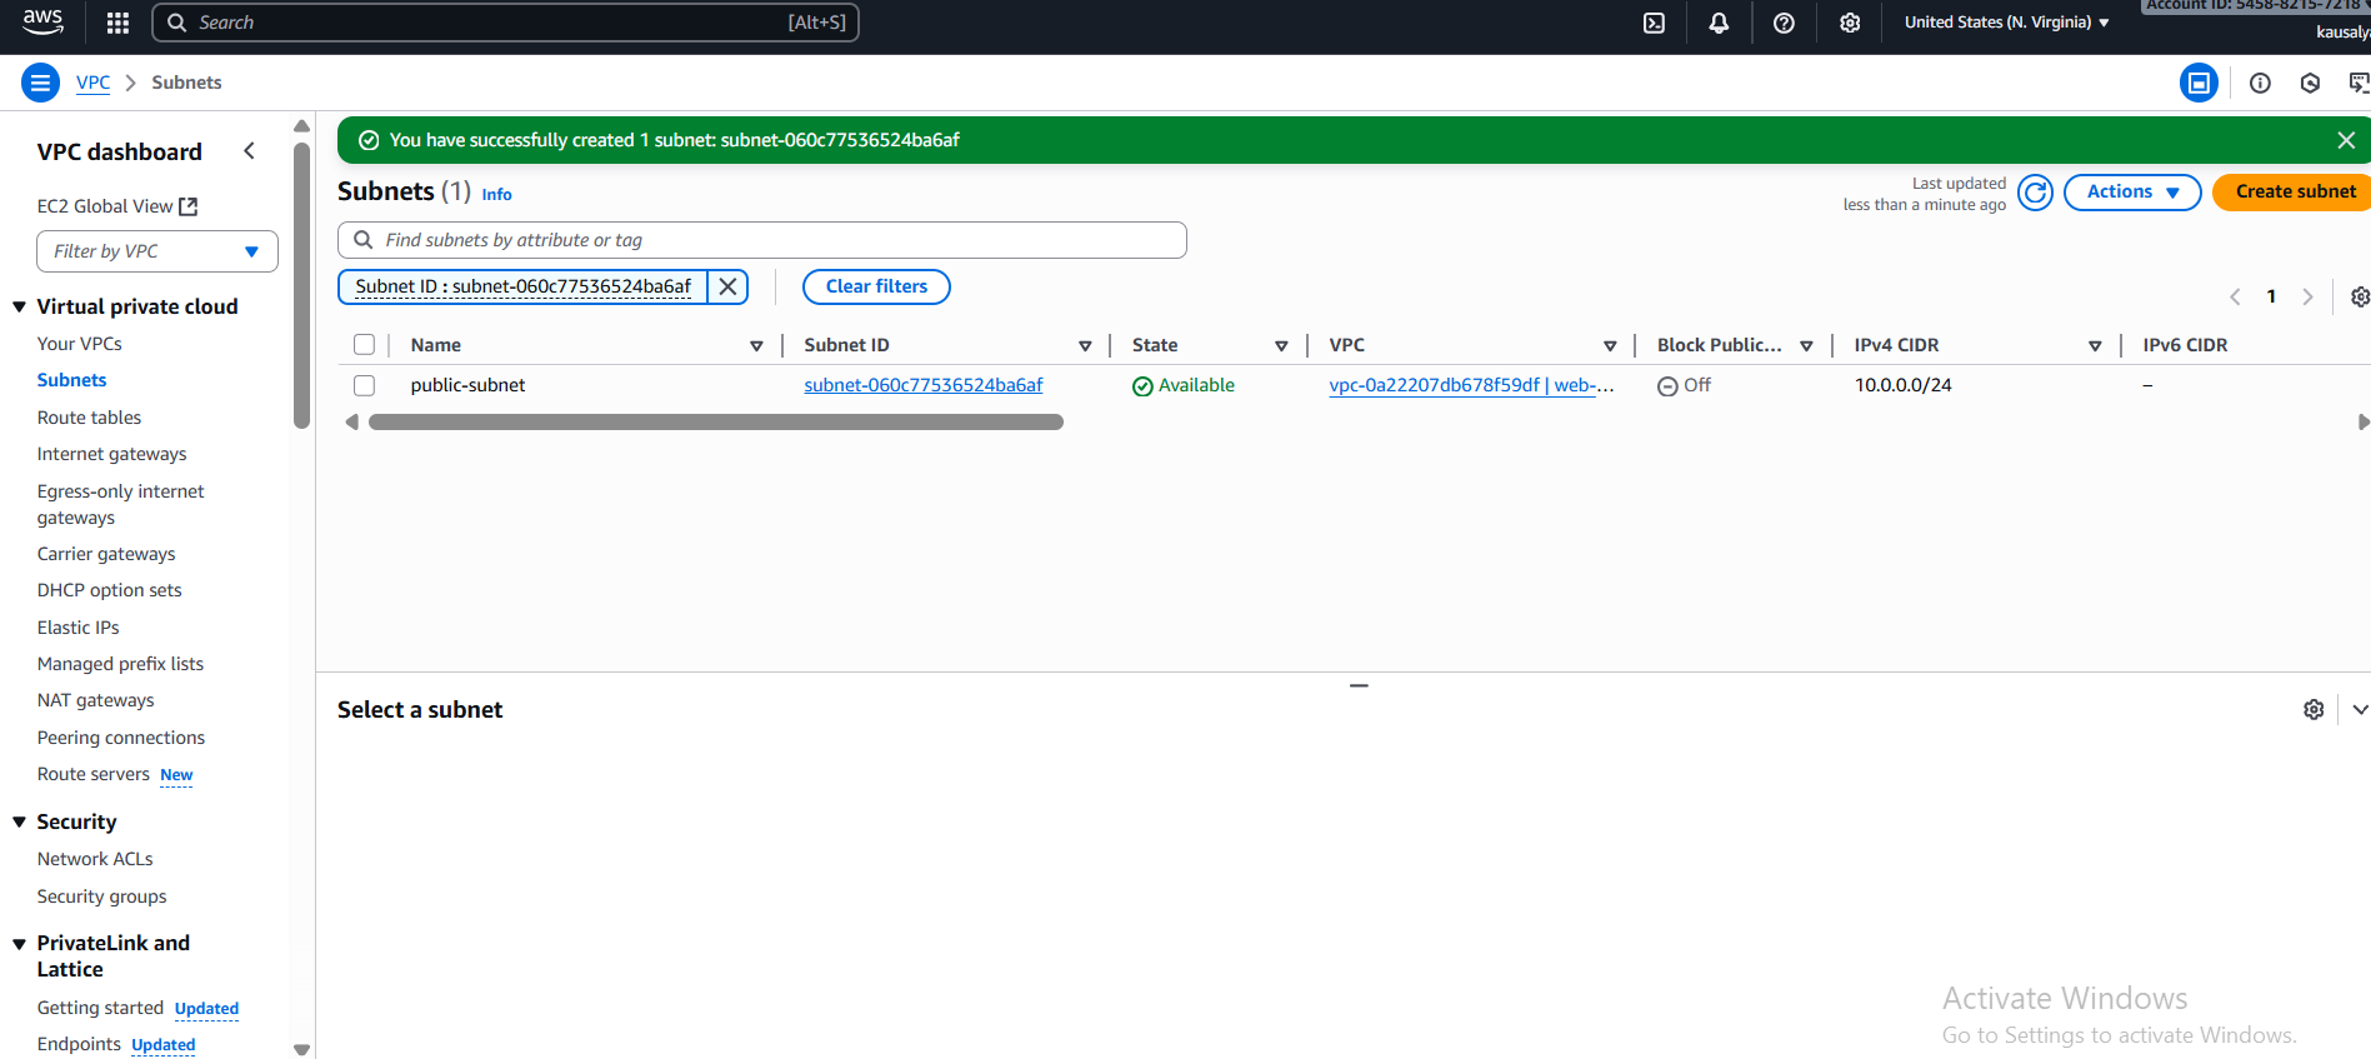 aws
Search [Alt+S]
United States (N. Virginia)
Account ID: 5458-8215-7218
kausaly
VPC > Subnets
VPC dashboard
EC2 Global View
Filter by VPC
Virtual private cloud
Your VPCs
Subnets
Route tables
Internet gateways
Egress-only internet
gateways
Carrier gateways
DHCP option sets
Elastic IPs
Managed prefix lists
NAT gateways
Peering connections
Route servers New
Security
Network ACLs
Security groups
PrivateLink and
Lattice
Getting started Updated
Endpoints Updated
You have successfully created 1 subnet: subnet-060c77536524ba6af
Subnets (1) Info
Last updated
less than a minute ago
Actions
Create subnet
Find subnets by attribute or tag
Subnet ID : subnet-060c77536524ba6af
Clear filters
1
Name Subnet ID State VPC Block Public... IPv4 CIDR IPv6 CIDR
public-subnet subnet-060c77536524ba6af Available vpc-0a22207db678f59df | web-... Off 10.0.0.0/24 –
Select a subnet
Activate Windows
Go to Settings to activate Windows.